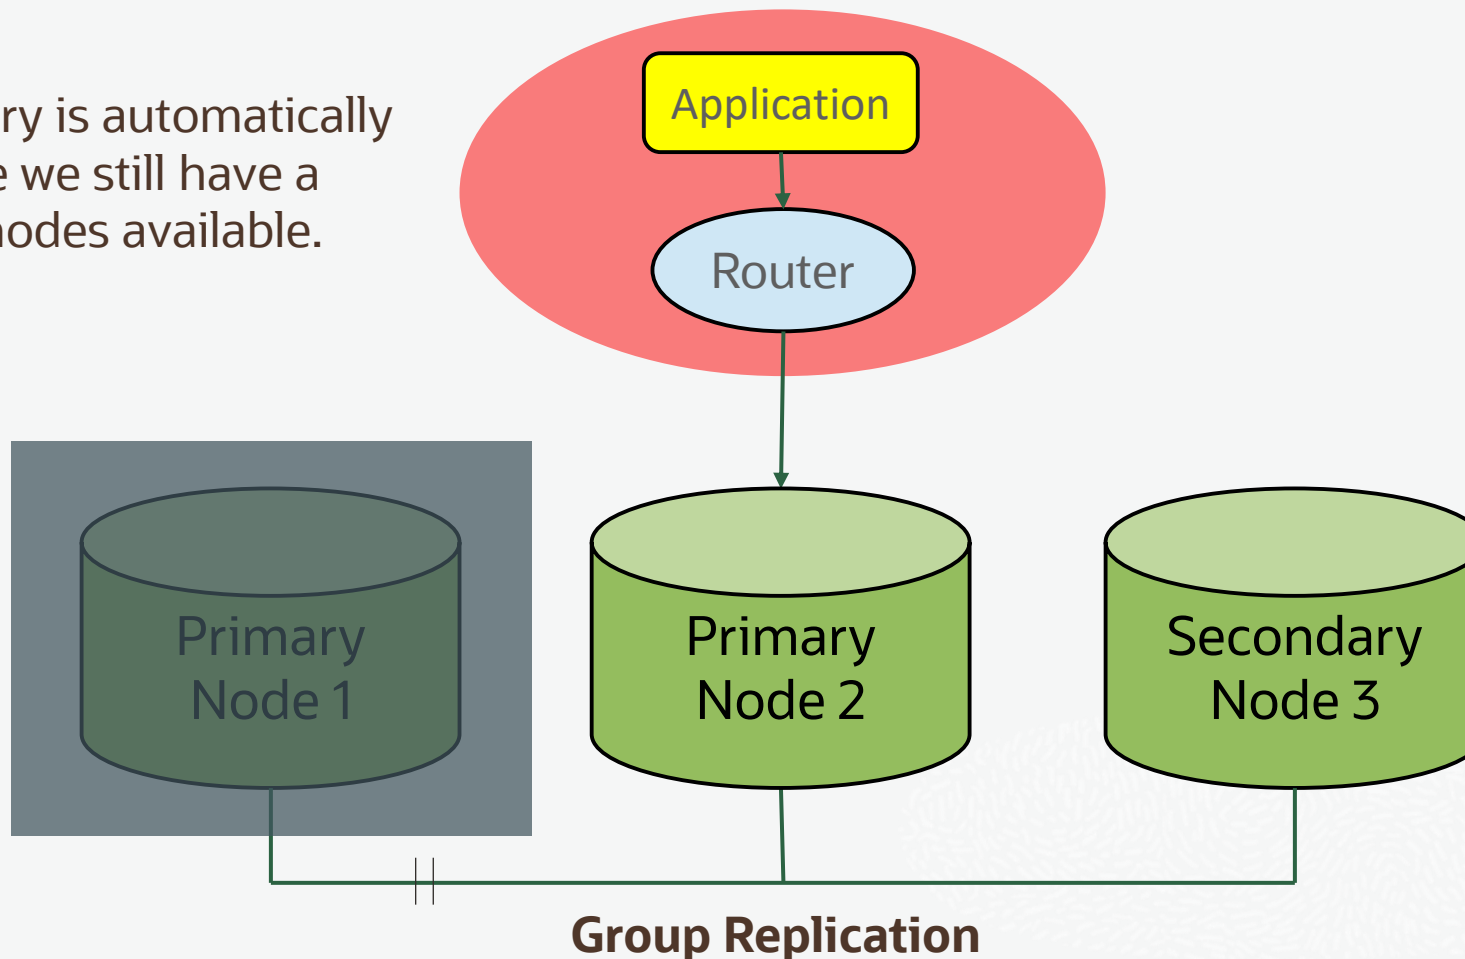 ry is automatically
we still have a
nodes available.
Application
Router
Primary
Node 1
Primary
Node 2
Secondary
Node 3
Group Replication